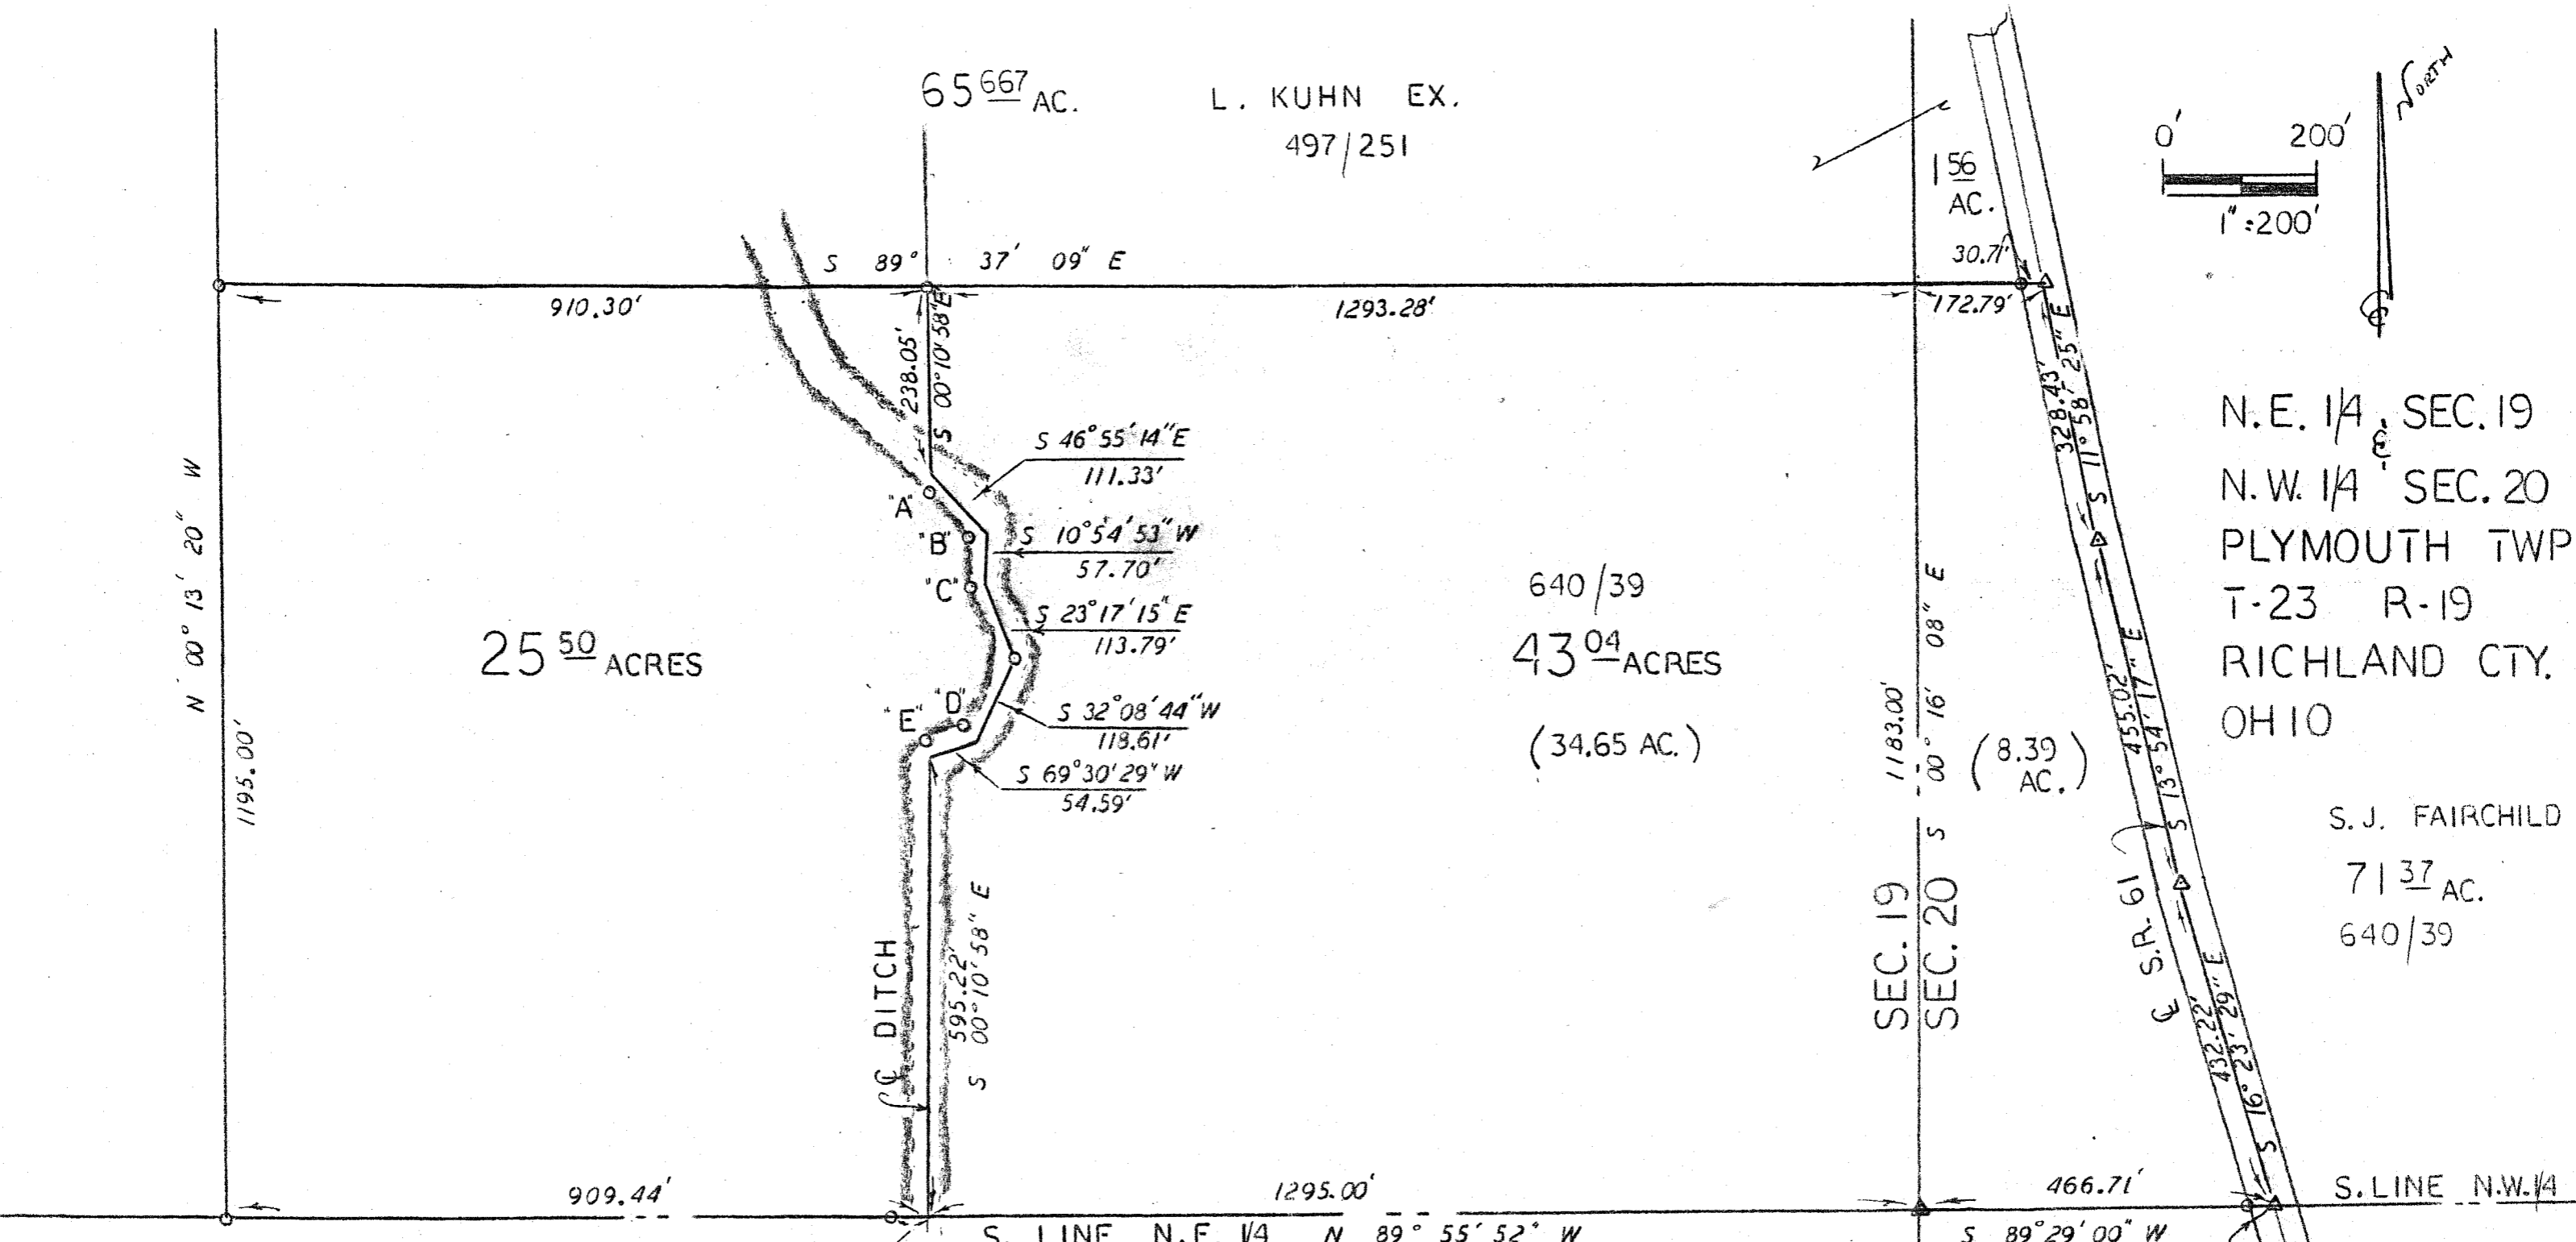 65 667 AC.
L. KUHN EX.
497/251
1 56
AC.
0' 200'
1":200'
NORTH
S 89° 37' 09" E
910.30'
1293.28'
30.71'
172.79'
238.05'
S 00° 10' 58" E
328.43'
S 11° 58' 25" E
N.E. 1/4 & SEC. 19
N.W. 1/4 SEC. 20
PLYMOUTH TWP
T-23 R-19
RICHLAND CTY.
OHIO
S 46° 55' 14" E
111.33'
"A"
"B"
S 10° 54' 53" W
57.70'
"C"
S 23° 17' 15" E
113.79'
"D"
"E"
S 32° 08' 44" W
118.61'
S 69° 30' 29" W
54.59'
N 00° 13' 20" W
1195.00'
25 50 ACRES
640/39
43 04 ACRES
(34.65 AC.)
1183.00'
S 00° 16' 08" E
(8.39
AC.)
455.02'
S 13° 54' 17" E
S.J. FAIRCHILD
71 37 AC.
640/39
SEC. 19
SEC. 20
℄ S.R. 61
℄ DITCH
595.22'
S 00° 10' 58" E
432.22'
S 16° 23' 29" E
909.44'
1295.00'
466.71'
S. LINE N.W. 1/4
S. LINE N.E. 1/4 N 89° 55' 52" W
S 89° 29' 00" W